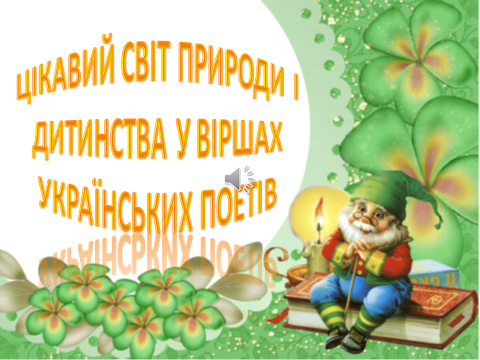 ЦІКАВИЙ СВІТ ПРИРОДИ І
ДИТИНСТВА У ВІРШАХ
УКРАЇНСЬКИХ ПОЕТІВ